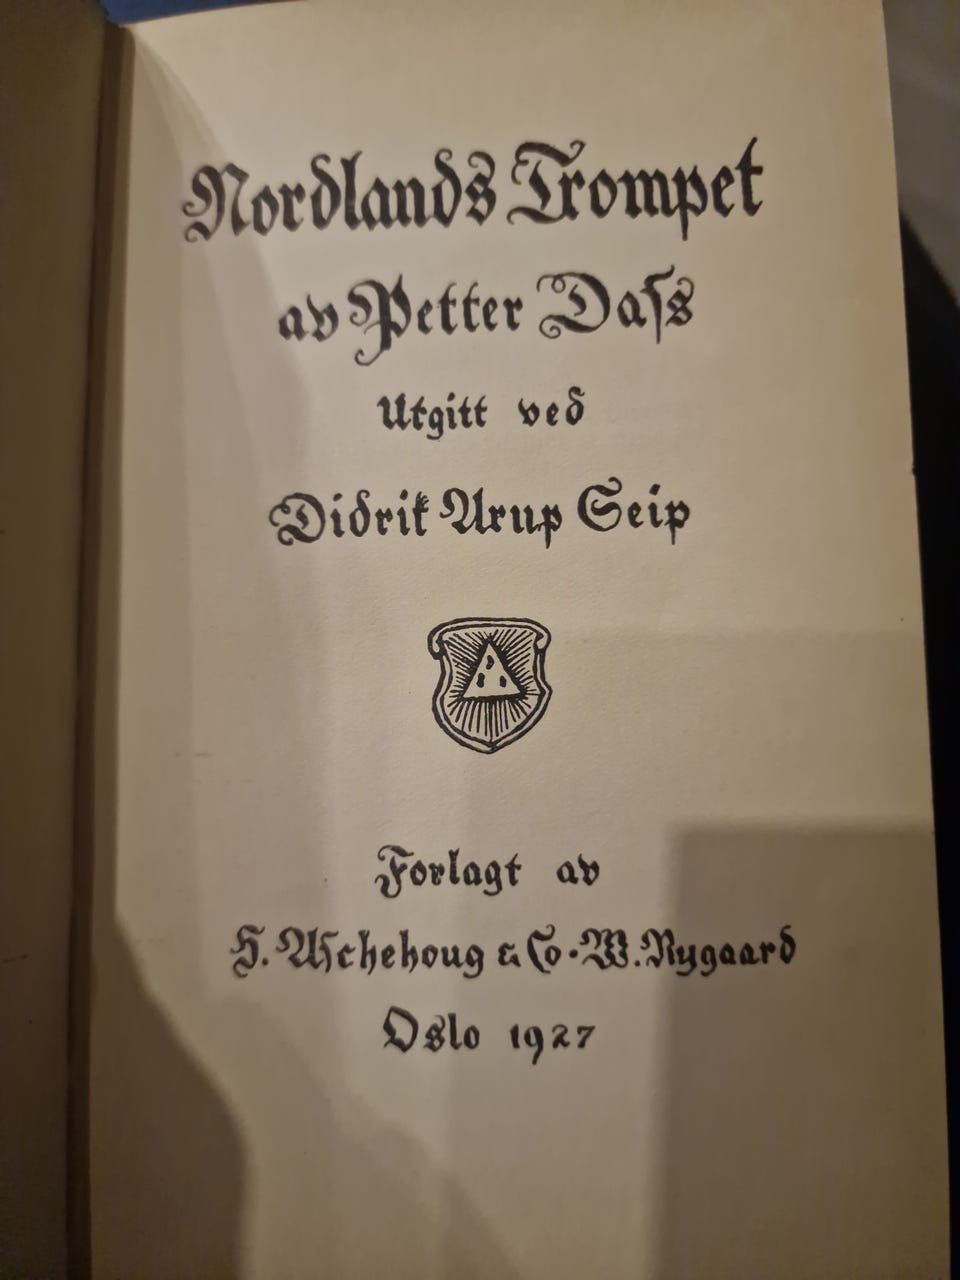 Nordlands Trompet
av Petter Daſs
Utgitt ved
Didrik Arup Seip
Forlagt av
H. Aſchehoug & Co · W. Nygaard
Oslo 1927